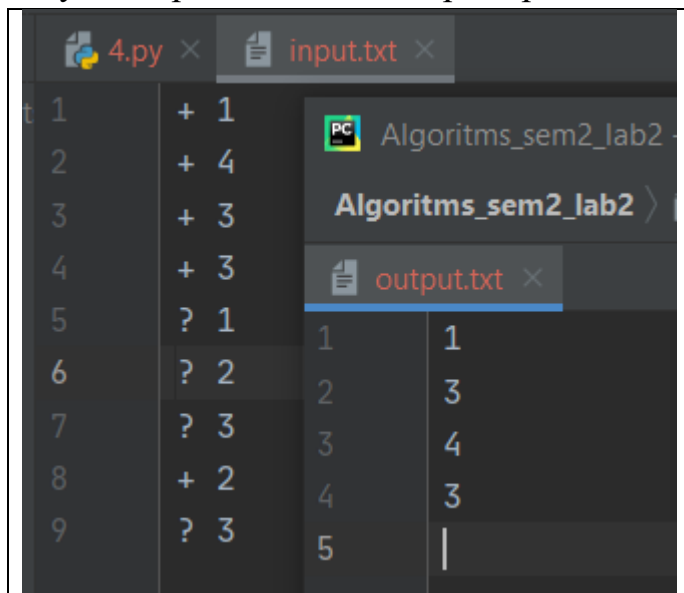 4.py
input.txt
1 + 1
2 + 4
3 + 3
4 + 3
5 ? 1
6 ? 2
7 ? 3
8 + 2
9 ? 3
PC Algoritms_sem2_lab2 -
Algoritms_sem2_lab2
output.txt
1 1
2 3
3 4
4 3
5